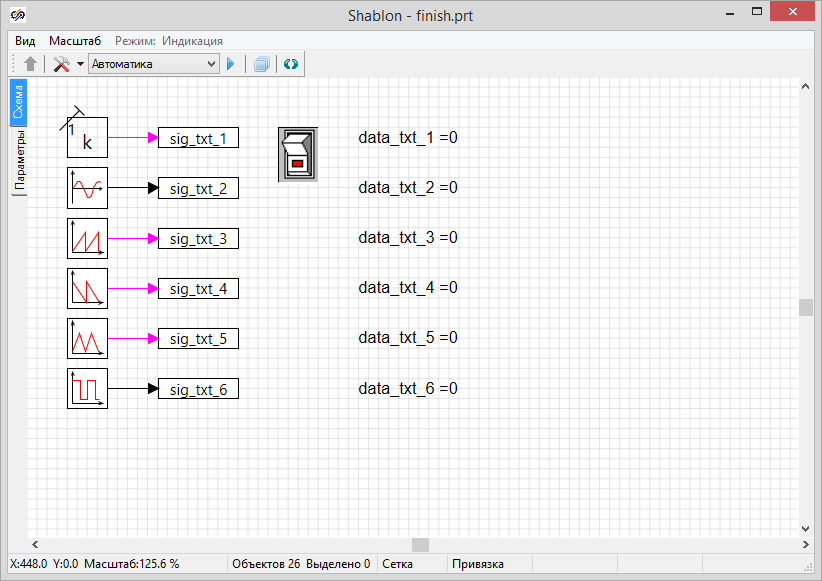 Shablon - finish.prt
Вид Масштаб Режим: Индикация
Автоматика
Схема
Параметры
1
k
sig_txt_1
data_txt_1 =0
sig_txt_2
data_txt_2 =0
sig_txt_3
data_txt_3 =0
sig_txt_4
data_txt_4 =0
sig_txt_5
data_txt_5 =0
sig_txt_6
data_txt_6 =0
X:448.0 Y:0.0 Масштаб:125.6 % Объектов 26 Выделено 0 Сетка Привязка